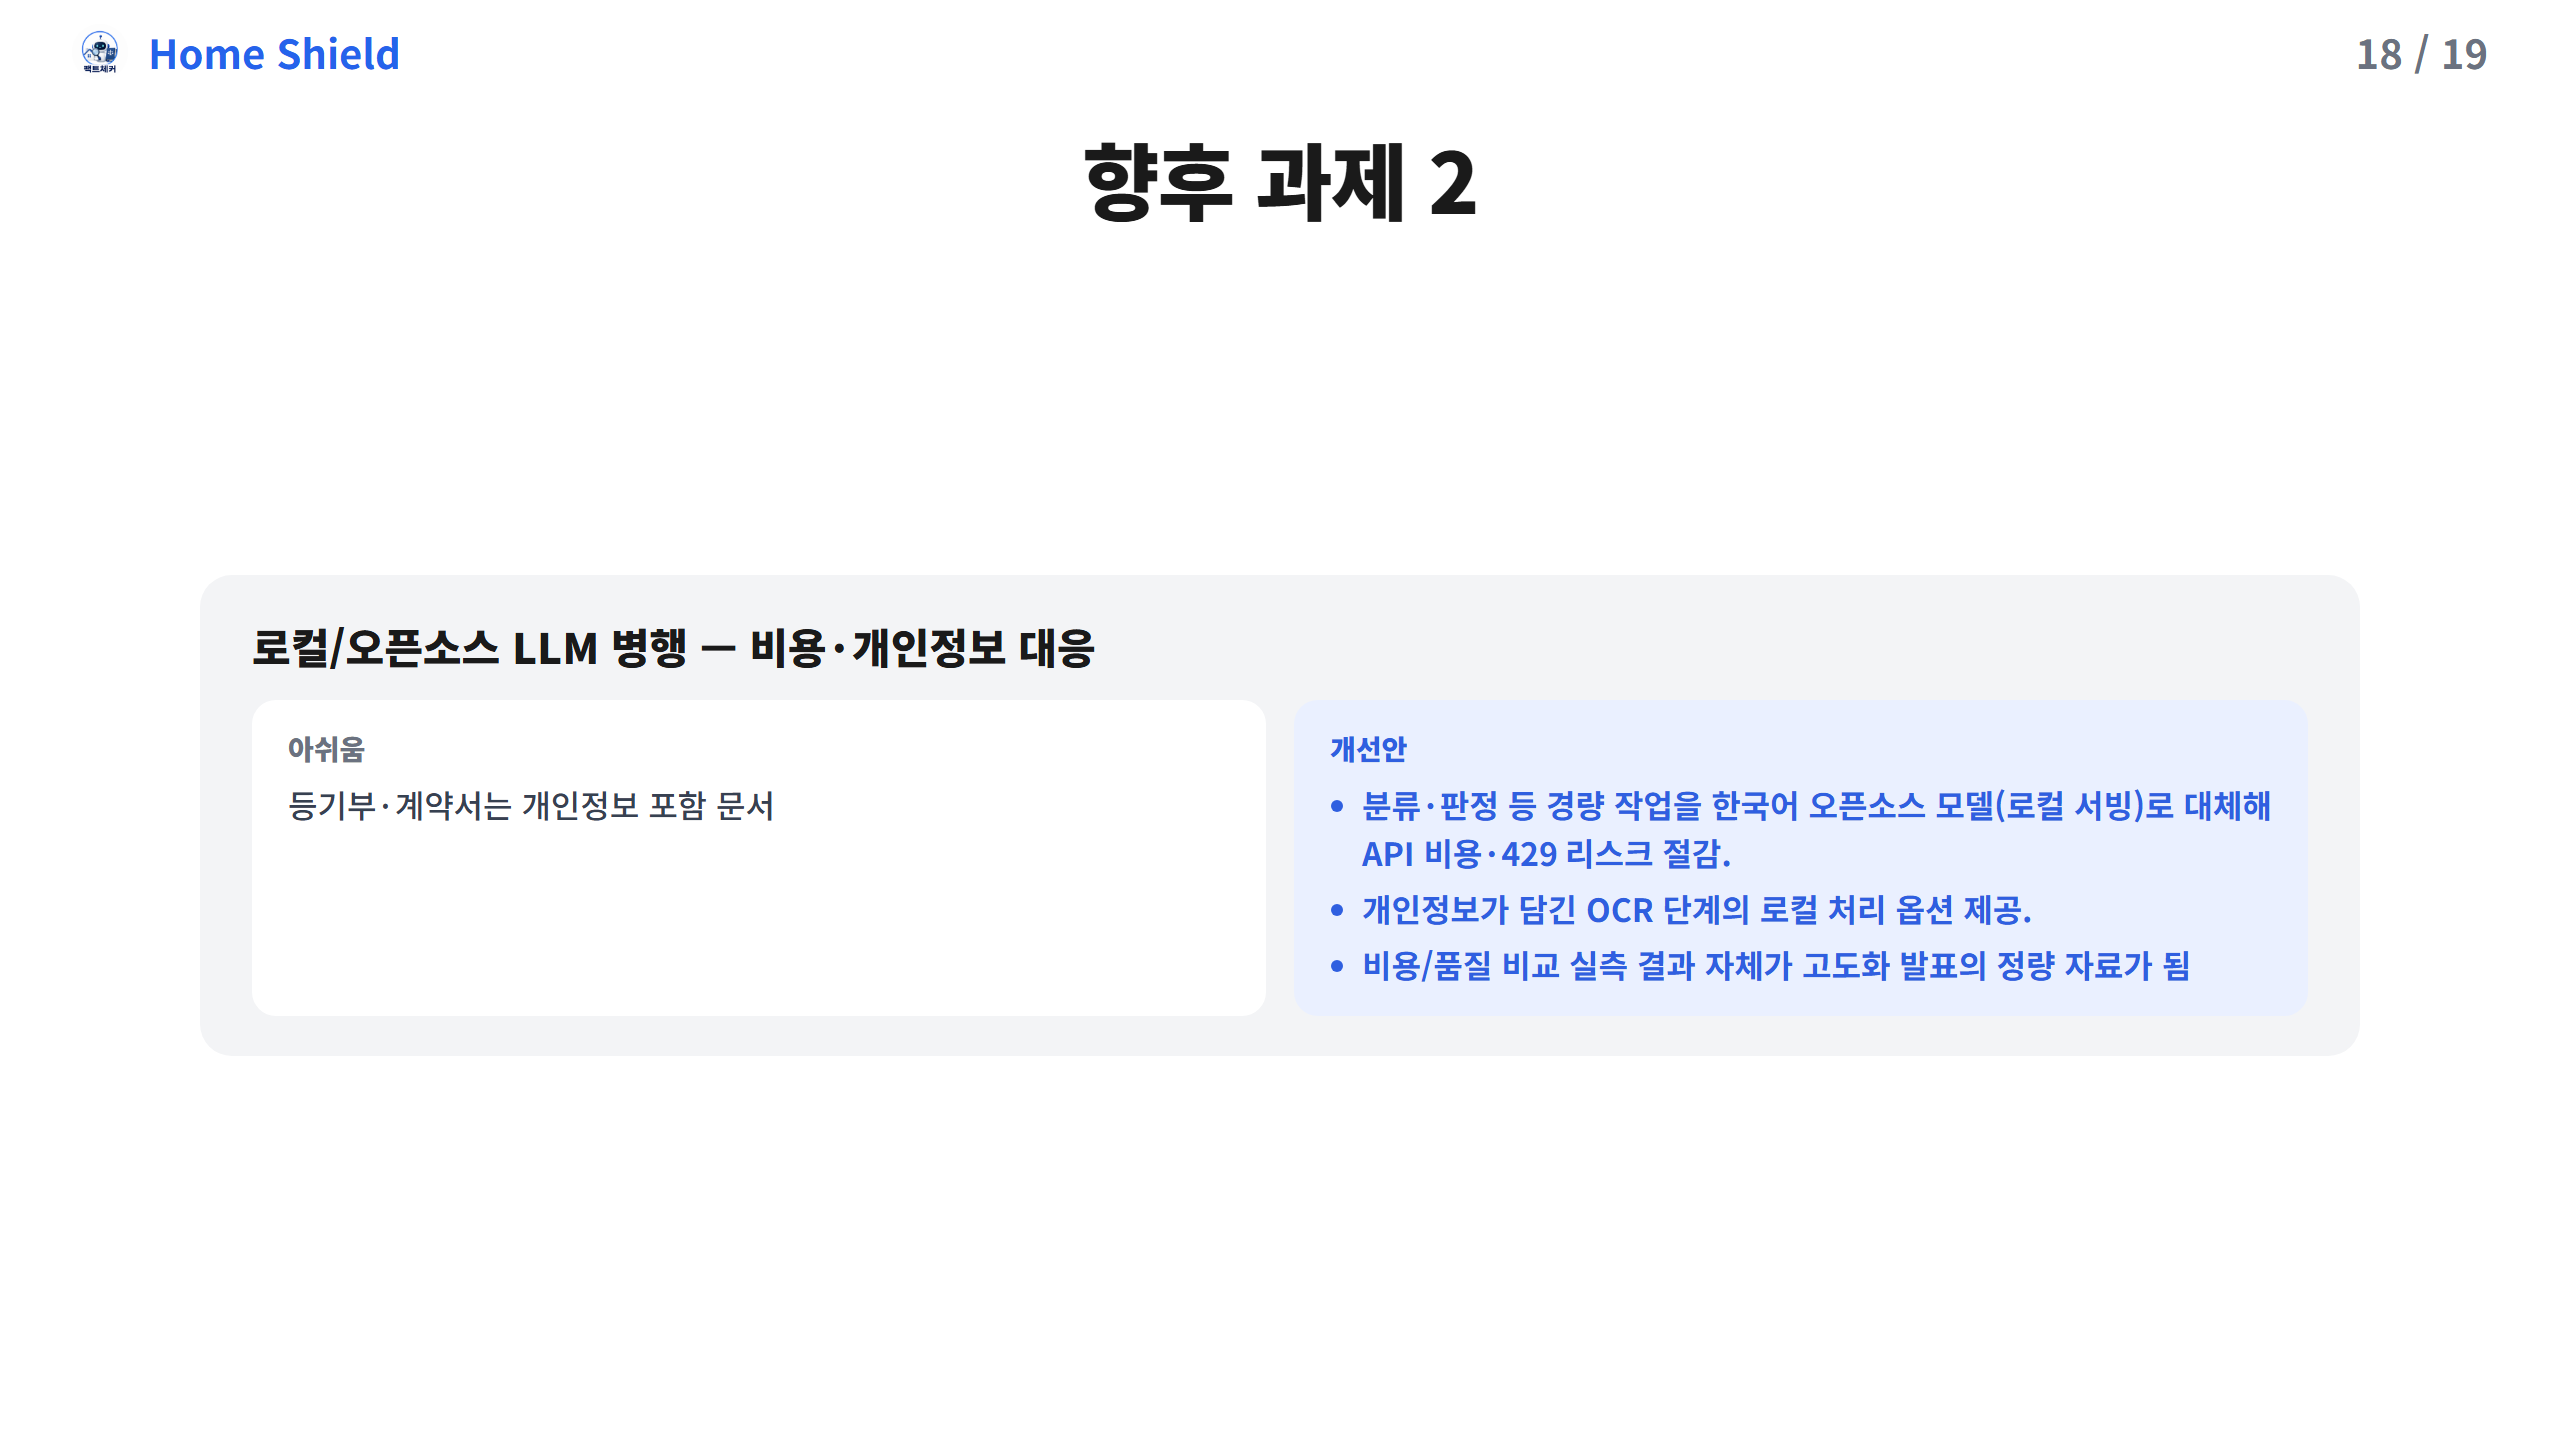 팩트체커
Home Shield
18 / 19
향후 과제 2
로컬/오픈소스 LLM 병행 — 비용·개인정보 대응
아쉬움
등기부·계약서는 개인정보 포함 문서
개선안
• 분류·판정 등 경량 작업을 한국어 오픈소스 모델(로컬 서빙)로 대체해
API 비용·429 리스크 절감.
• 개인정보가 담긴 OCR 단계의 로컬 처리 옵션 제공.
• 비용/품질 비교 실측 결과 자체가 고도화 발표의 정량 자료가 됨